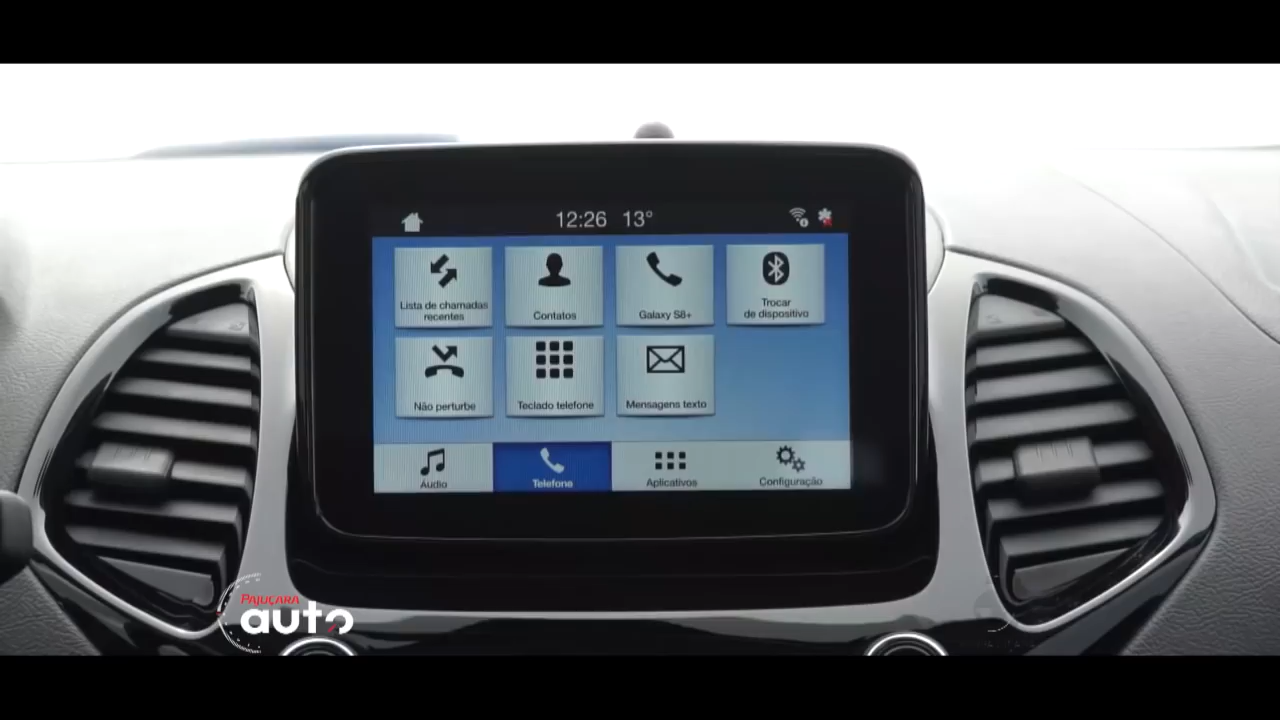 12:26 13°
Lista de chamadas
recentes
Contatos
Galaxy S8+
Trocar
de dispositivo
Não perturbe
Teclado telefone
Mensagens texto
Áudio
Telefone
Aplicativos
Configuração
PAJUÇARA
auto